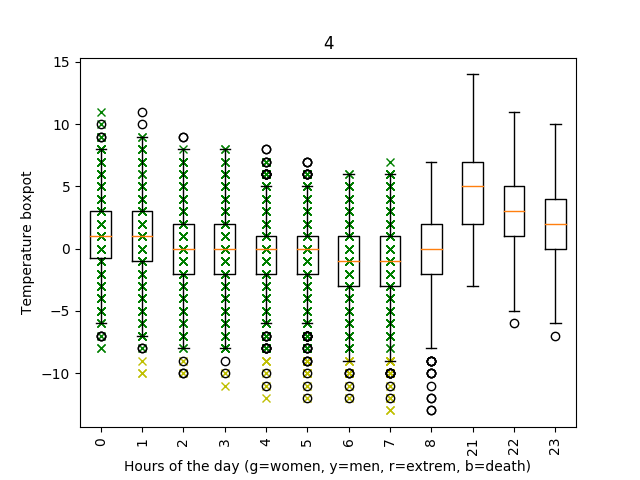 4
15
10
5
0
−5
−10
Temperature boxpot
0 1 2 3 4 5 6 7 8 21 22 23
Hours of the day (g=women, y=men, r=extrem, b=death)